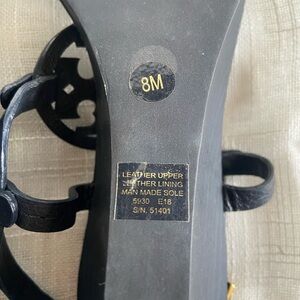 8M
LEATHER UPPER
LEATHER LINING
MAN MADE SOLE
5930 E18
S/N. 51401